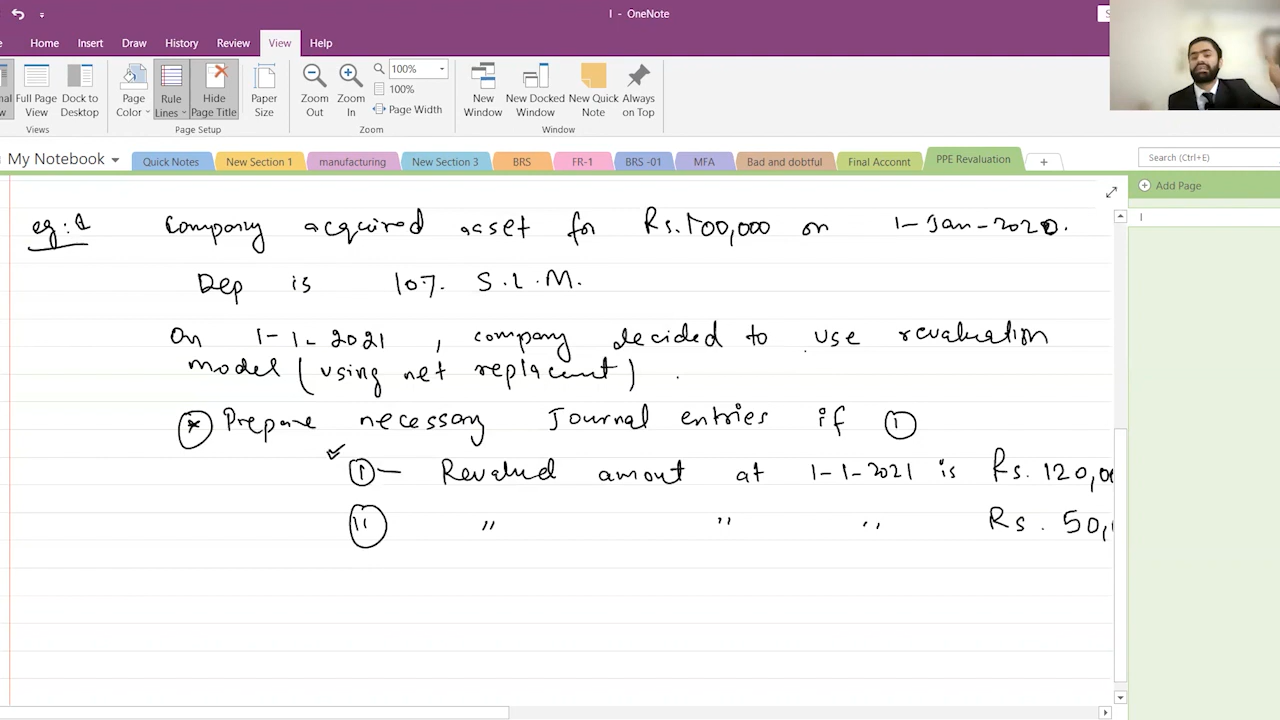 I - OneNote
Home Insert Draw History Review View Help
Full Page View Dock to Desktop Page Color Rule Lines Hide Page Title Paper Size Zoom Out Zoom In 100% 100% Page Width New Window New Docked Window New Quick Note Always on Top
Views Page Setup Zoom Window
My Notebook Quick Notes New Section 1 manufacturing New Section 3 BRS FR-1 BRS -01 MFA Bad and dobtful Final Acconnt PPE Revaluation + Search (Ctrl+E)
Add Page
I
eg:1 Company acquired asset for Rs.100,000 on 1-Jan-2020.
Dep is 10%. S.L.M.
On 1-1-2021, company decided to use revaluation
model (using net replacemt).
* Prepare necessary Journal entries if ①
① — Revalued amount at 1-1-2021 is Rs. 120,00
ii " " " Rs. 50,